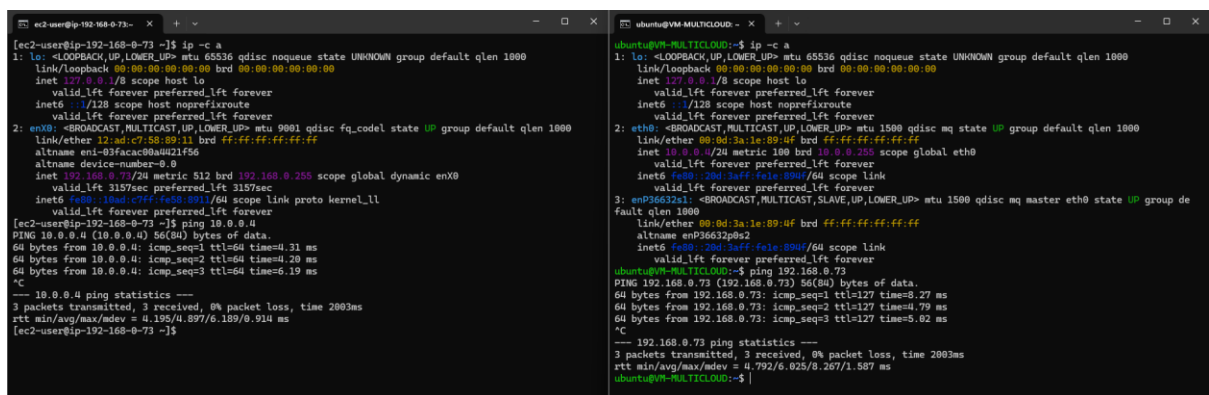 ec2-user@ip-192-168-0-73:~
[ec2-user@ip-192-168-0-73 ~]$ ip -c a
1: lo: <LOOPBACK,UP,LOWER_UP> mtu 65536 qdisc noqueue state UNKNOWN group default qlen 1000
link/loopback 00:00:00:00:00:00 brd 00:00:00:00:00:00
inet 127.0.0.1/8 scope host lo
valid_lft forever preferred_lft forever
inet6 ::1/128 scope host noprefixroute
valid_lft forever preferred_lft forever
2: enX0: <BROADCAST,MULTICAST,UP,LOWER_UP> mtu 9001 qdisc fq_codel state UP group default qlen 1000
link/ether 12:ad:c7:58:89:11 brd ff:ff:ff:ff:ff:ff
altname eni-03facac00a4421f56
altname device-number-0.0
inet 192.168.0.73/24 metric 512 brd 192.168.0.255 scope global dynamic enX0
valid_lft 3157sec preferred_lft 3157sec
inet6 fe80::10ad:c7ff:fe58:8911/64 scope link proto kernel_ll
valid_lft forever preferred_lft forever
[ec2-user@ip-192-168-0-73 ~]$ ping 10.0.0.4
PING 10.0.0.4 (10.0.0.4) 56(84) bytes of data.
64 bytes from 10.0.0.4: icmp_seq=1 ttl=64 time=4.31 ms
64 bytes from 10.0.0.4: icmp_seq=2 ttl=64 time=4.20 ms
64 bytes from 10.0.0.4: icmp_seq=3 ttl=64 time=6.19 ms
^C
--- 10.0.0.4 ping statistics ---
3 packets transmitted, 3 received, 0% packet loss, time 2003ms
rtt min/avg/max/mdev = 4.195/4.897/6.189/0.914 ms
[ec2-user@ip-192-168-0-73 ~]$
ubuntu@VM-MULTICLOUD: ~
ubuntu@VM-MULTICLOUD:~$ ip -c a
1: lo: <LOOPBACK,UP,LOWER_UP> mtu 65536 qdisc noqueue state UNKNOWN group default qlen 1000
link/loopback 00:00:00:00:00:00 brd 00:00:00:00:00:00
inet 127.0.0.1/8 scope host lo
valid_lft forever preferred_lft forever
inet6 ::1/128 scope host noprefixroute
valid_lft forever preferred_lft forever
2: eth0: <BROADCAST,MULTICAST,UP,LOWER_UP> mtu 1500 qdisc mq state UP group default qlen 1000
link/ether 00:0d:3a:1e:89:4f brd ff:ff:ff:ff:ff:ff
inet 10.0.0.4/24 metric 100 brd 10.0.0.255 scope global eth0
valid_lft forever preferred_lft forever
inet6 fe80::20d:3aff:fe1e:894f/64 scope link
valid_lft forever preferred_lft forever
3: enP36632s1: <BROADCAST,MULTICAST,SLAVE,UP,LOWER_UP> mtu 1500 qdisc mq master eth0 state UP group de
fault qlen 1000
link/ether 00:0d:3a:1e:89:4f brd ff:ff:ff:ff:ff:ff
altname enP36632p0s2
inet6 fe80::20d:3aff:fe1e:894f/64 scope link
valid_lft forever preferred_lft forever
ubuntu@VM-MULTICLOUD:~$ ping 192.168.0.73
PING 192.168.0.73 (192.168.0.73) 56(84) bytes of data.
64 bytes from 192.168.0.73: icmp_seq=1 ttl=127 time=8.27 ms
64 bytes from 192.168.0.73: icmp_seq=2 ttl=127 time=4.79 ms
64 bytes from 192.168.0.73: icmp_seq=3 ttl=127 time=5.02 ms
^C
--- 192.168.0.73 ping statistics ---
3 packets transmitted, 3 received, 0% packet loss, time 2003ms
rtt min/avg/max/mdev = 4.792/6.025/8.267/1.587 ms
ubuntu@VM-MULTICLOUD:~$